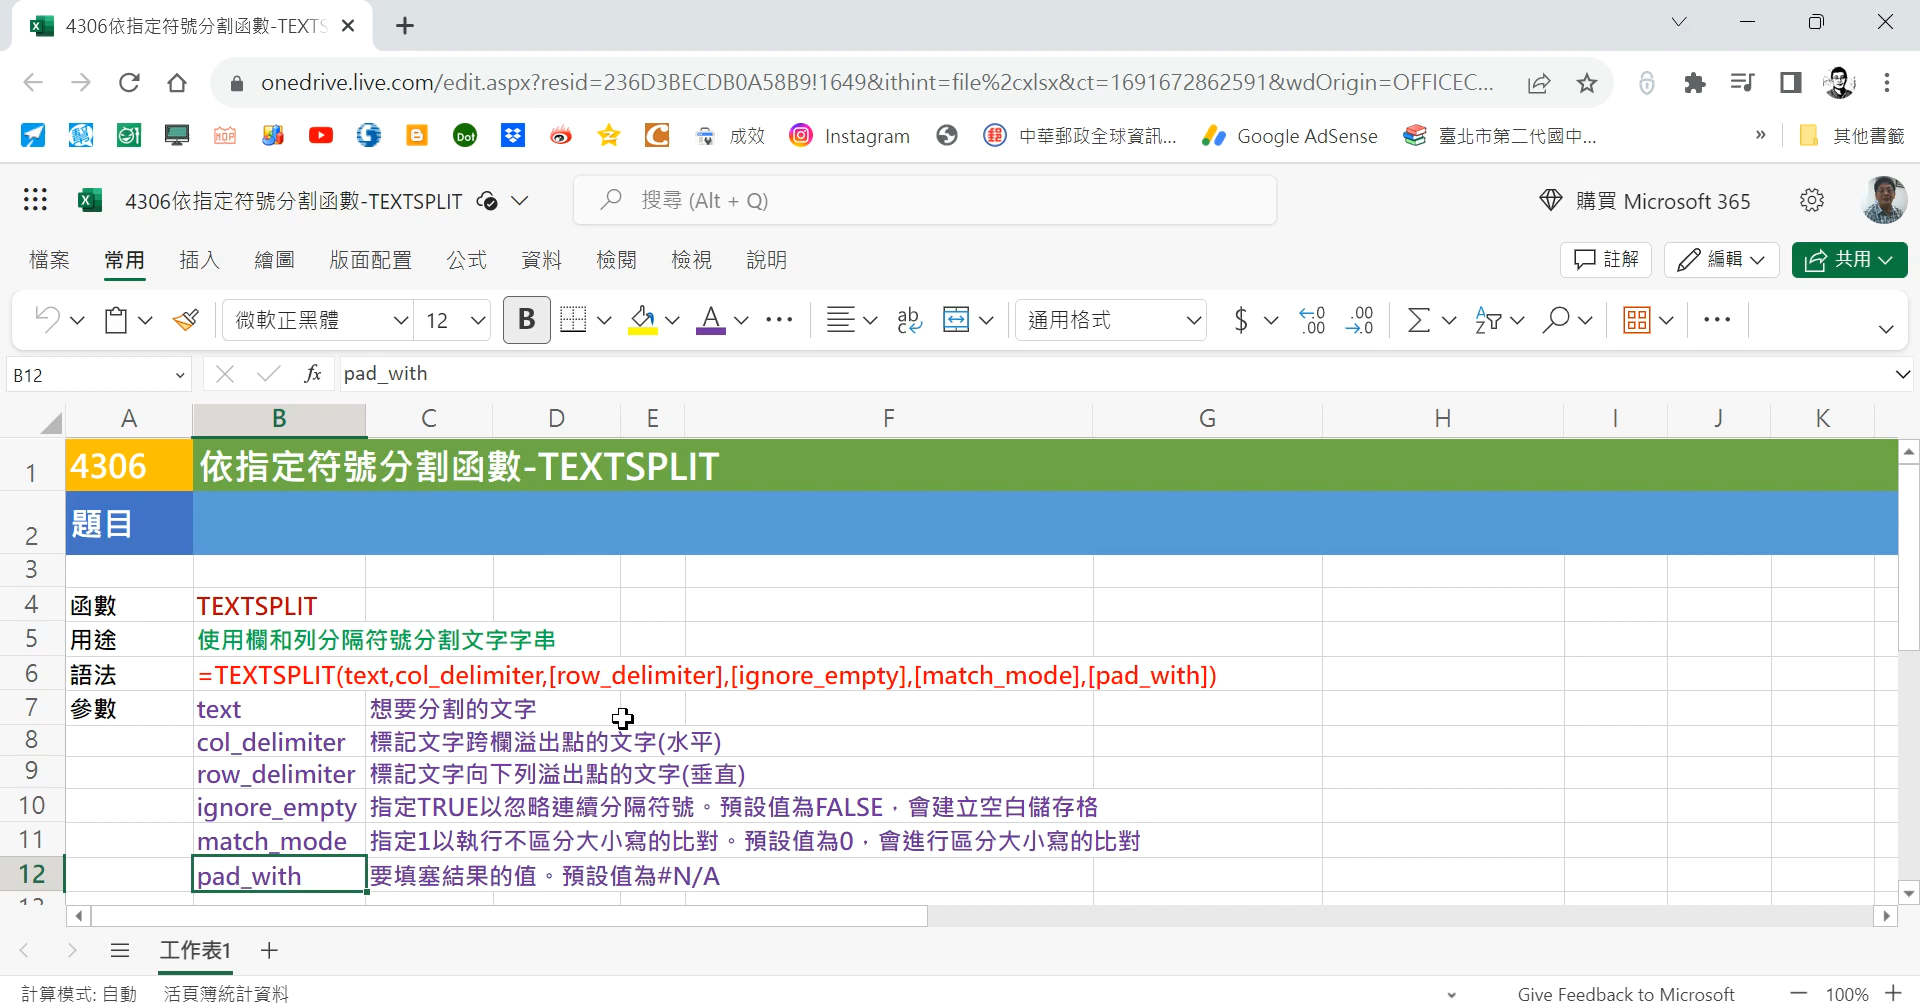 4306依指定符號分割函數-TEXTS
onedrive.live.com/edit.aspx?resid=236D3BECDB0A58B9!1649&ithint=file%2cxlsx&ct=1691672862591&wdOrigin=OFFICEC...
MOP Dot 成效 Instagram 中華郵政全球資訊... Google AdSense 臺北市第二代國中... » 其他書籤
4306依指定符號分割函數-TEXTSPLIT 搜尋 (Alt + Q) 購買 Microsoft 365
檔案 常用 插入 繪圖 版面配置 公式 資料 檢閱 檢視 說明 註解 編輯 共用
微軟正黑體 12 B A ab 通用格式 $ .00 .00
B12 fx pad_with
A B C D E F G H I J K
1 4306 依指定符號分割函數-TEXTSPLIT
2 題目
3
4 函數 TEXTSPLIT
5 用途 使用欄和列分隔符號分割文字字串
6 語法 =TEXTSPLIT(text,col_delimiter,[row_delimiter],[ignore_empty],[match_mode],[pad_with])
7 參數 text 想要分割的文字
8 col_delimiter 標記文字跨欄溢出點的文字(水平)
9 row_delimiter 標記文字向下列溢出點的文字(垂直)
10 ignore_empty 指定TRUE以忽略連續分隔符號。預設值為FALSE，會建立空白儲存格
11 match_mode 指定1以執行不區分大小寫的比對。預設值為0，會進行區分大小寫的比對
12 pad_with 要填塞結果的值。預設值為#N/A
工作表1
計算模式: 自動 活頁簿統計資料 Give Feedback to Microsoft 100%